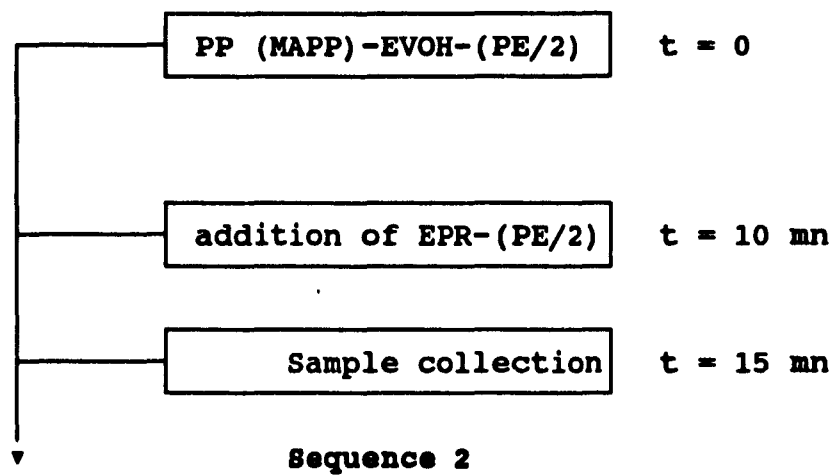 PP (MAPP)-EVOH-(PE/2) t = 0
addition of EPR-(PE/2) t = 10 mn
Sample collection t = 15 mn
Sequence 2